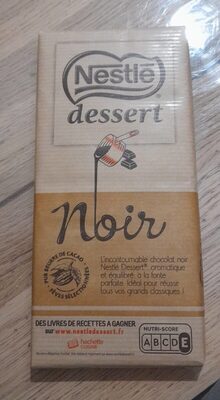 Nestlé
dessert
Noir
PUR BEURRE DE CACAO
FÈVES SÉLECTIONNÉES
L'incontournable chocolat noir
Nestlé Dessert®, aromatique
et équilibré, à la fonte
parfaite. Idéal pour réussir
tous vos grands classiques !
DES LIVRES DE RECETTES A GAGNER
SUR www.nestledessert.fr
hachette
CUISINE
NUTRI-SCORE
A B C D E